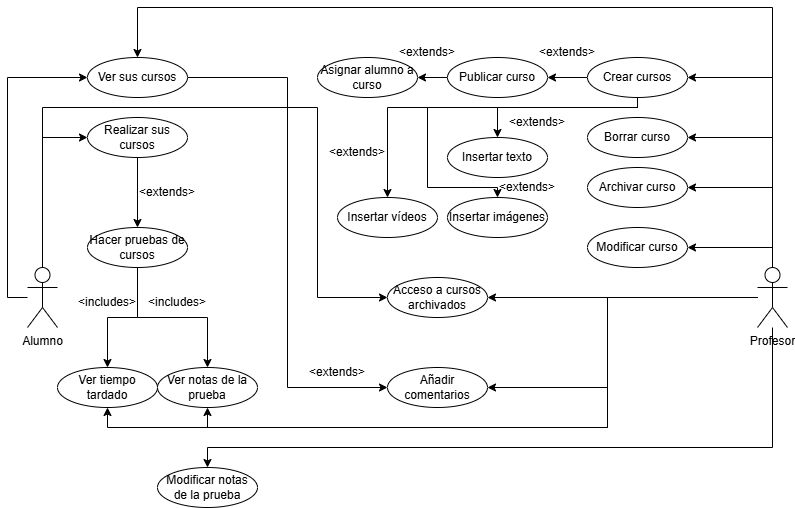 <extends>
<extends>
Ver sus cursos
Asignar alumno a
curso
Publicar curso
Crear cursos
Realizar sus
cursos
<extends>
Borrar curso
<extends>
Insertar texto
<extends>
<extends>
Archivar curso
Insertar vídeos
Insertar imágenes
Hacer pruebas de
cursos
Modificar curso
Acceso a cursos
archivados
<includes>
<includes>
Alumno
Profesor
<extends>
Ver tiempo
tardado
Ver notas de la
prueba
Añadir
comentarios
Modificar notas
de la prueba